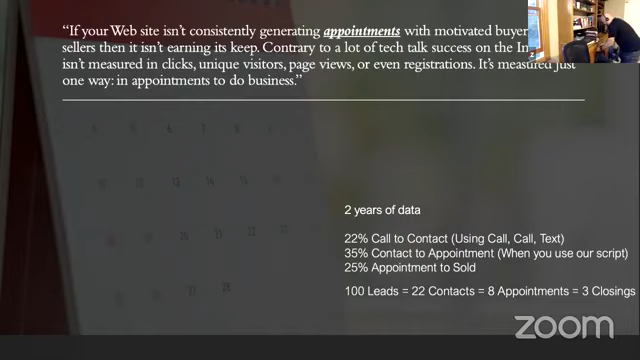 “If your Web site isn’t consistently generating appointments with motivated buyer
sellers then it isn’t earning its keep. Contrary to a lot of tech talk success on the In
isn’t measured in clicks, unique visitors, page views, or even registrations. It’s measured just
one way: in appointments to do business.”
2 years of data
22% Call to Contact (Using Call, Call, Text)
35% Contact to Appointment (When you use our script)
25% Appointment to Sold
100 Leads = 22 Contacts = 8 Appointments = 3 Closings
zoom